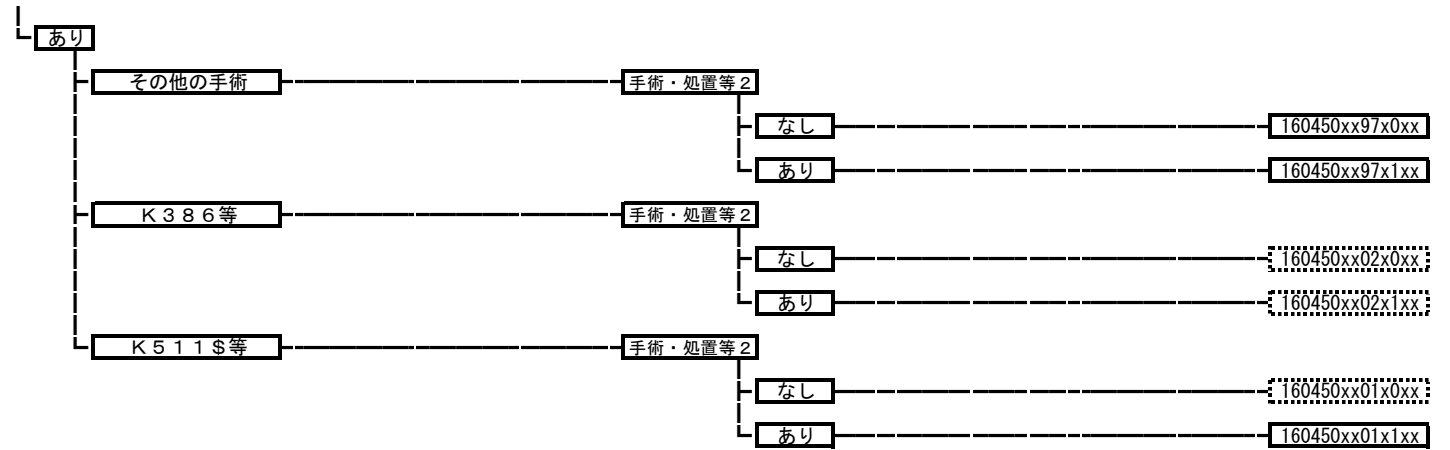 あり
その他の手術 手術・処置等2
なし 160450xx97x0xx
あり 160450xx97x1xx
K386等 手術・処置等2
なし 160450xx02x0xx
あり 160450xx02x1xx
K511$等 手術・処置等2
なし 160450xx01x0xx
あり 160450xx01x1xx